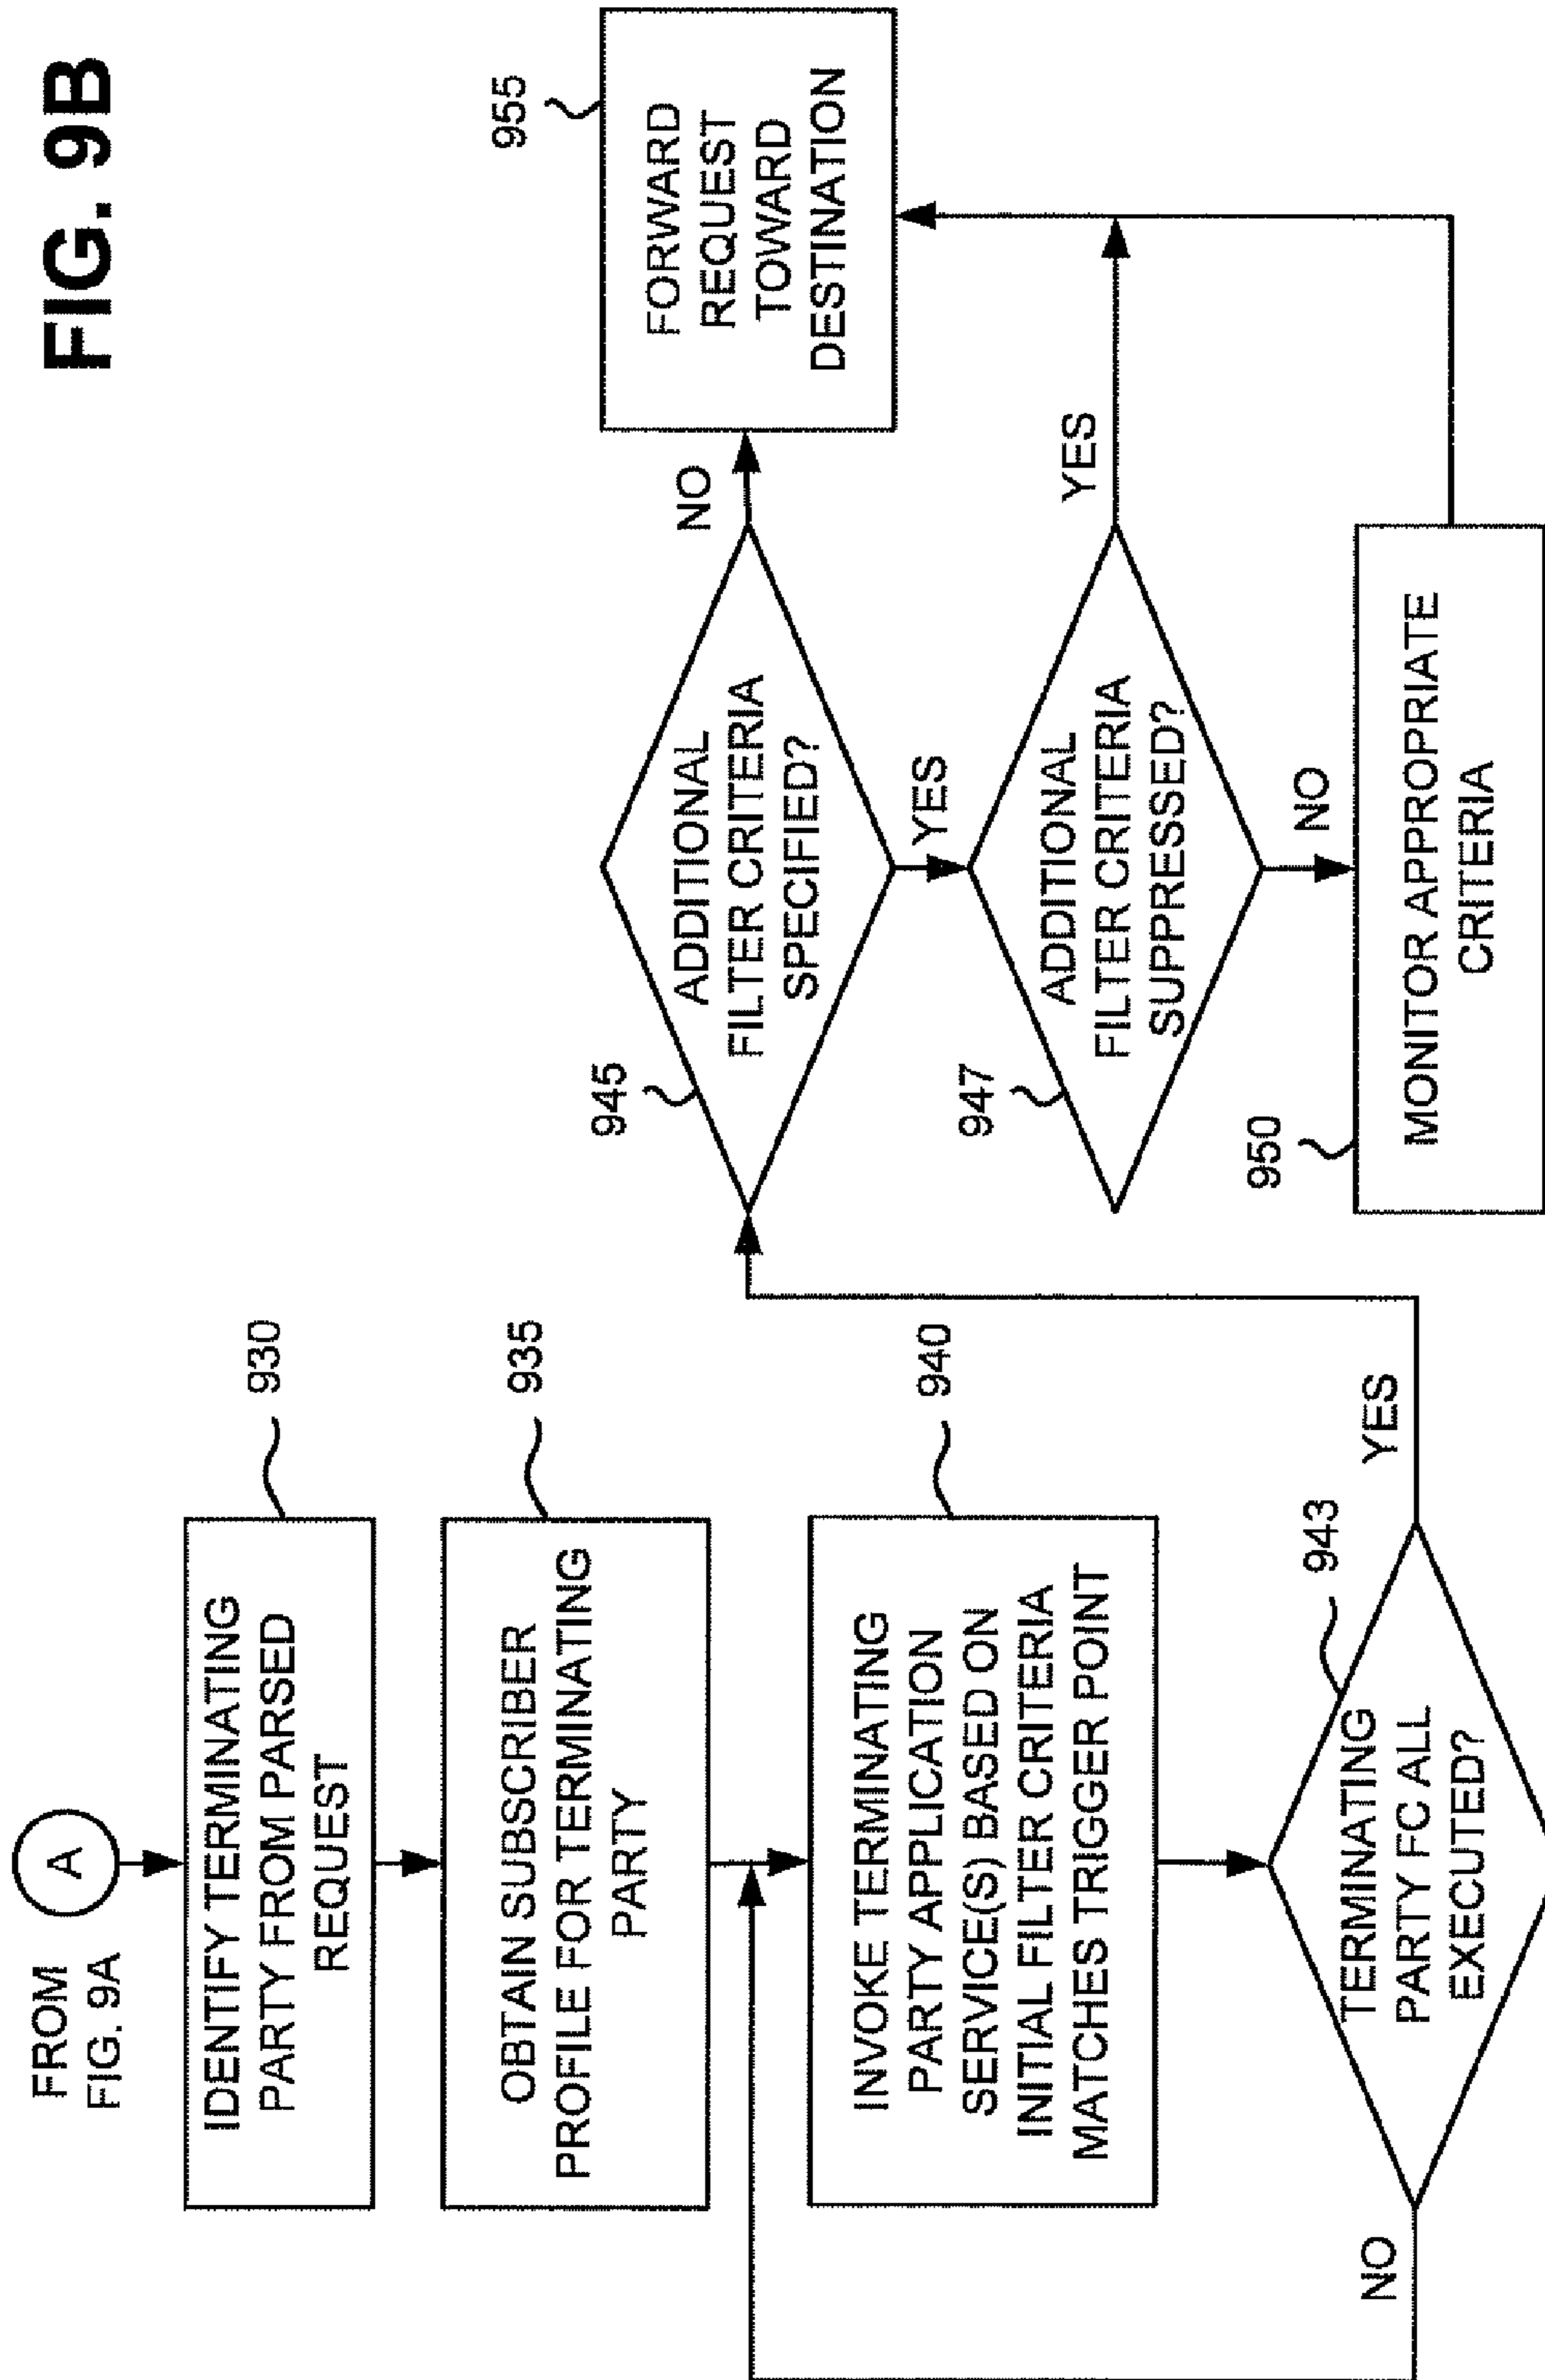 FIG. 9B
FROM
FIG. 9A
A
IDENTIFY TERMINATING
PARTY FROM PARSED
REQUEST
930
OBTAIN SUBSCRIBER
PROFILE FOR TERMINATING
PARTY
935
INVOKE TERMINATING
PARTY APPLICATION
SERVICE(S) BASED ON
INITIAL FILTER CRITERIA
MATCHES TRIGGER POINT
940
TERMINATING
PARTY FC ALL
EXECUTED?
943
NO
YES
945
ADDITIONAL
FILTER CRITERIA
SPECIFIED?
NO
YES
947
ADDITIONAL
FILTER CRITERIA
SUPPRESSED?
YES
NO
950
MONITOR APPROPRIATE
CRITERIA
955
FORWARD
REQUEST
TOWARD
DESTINATION